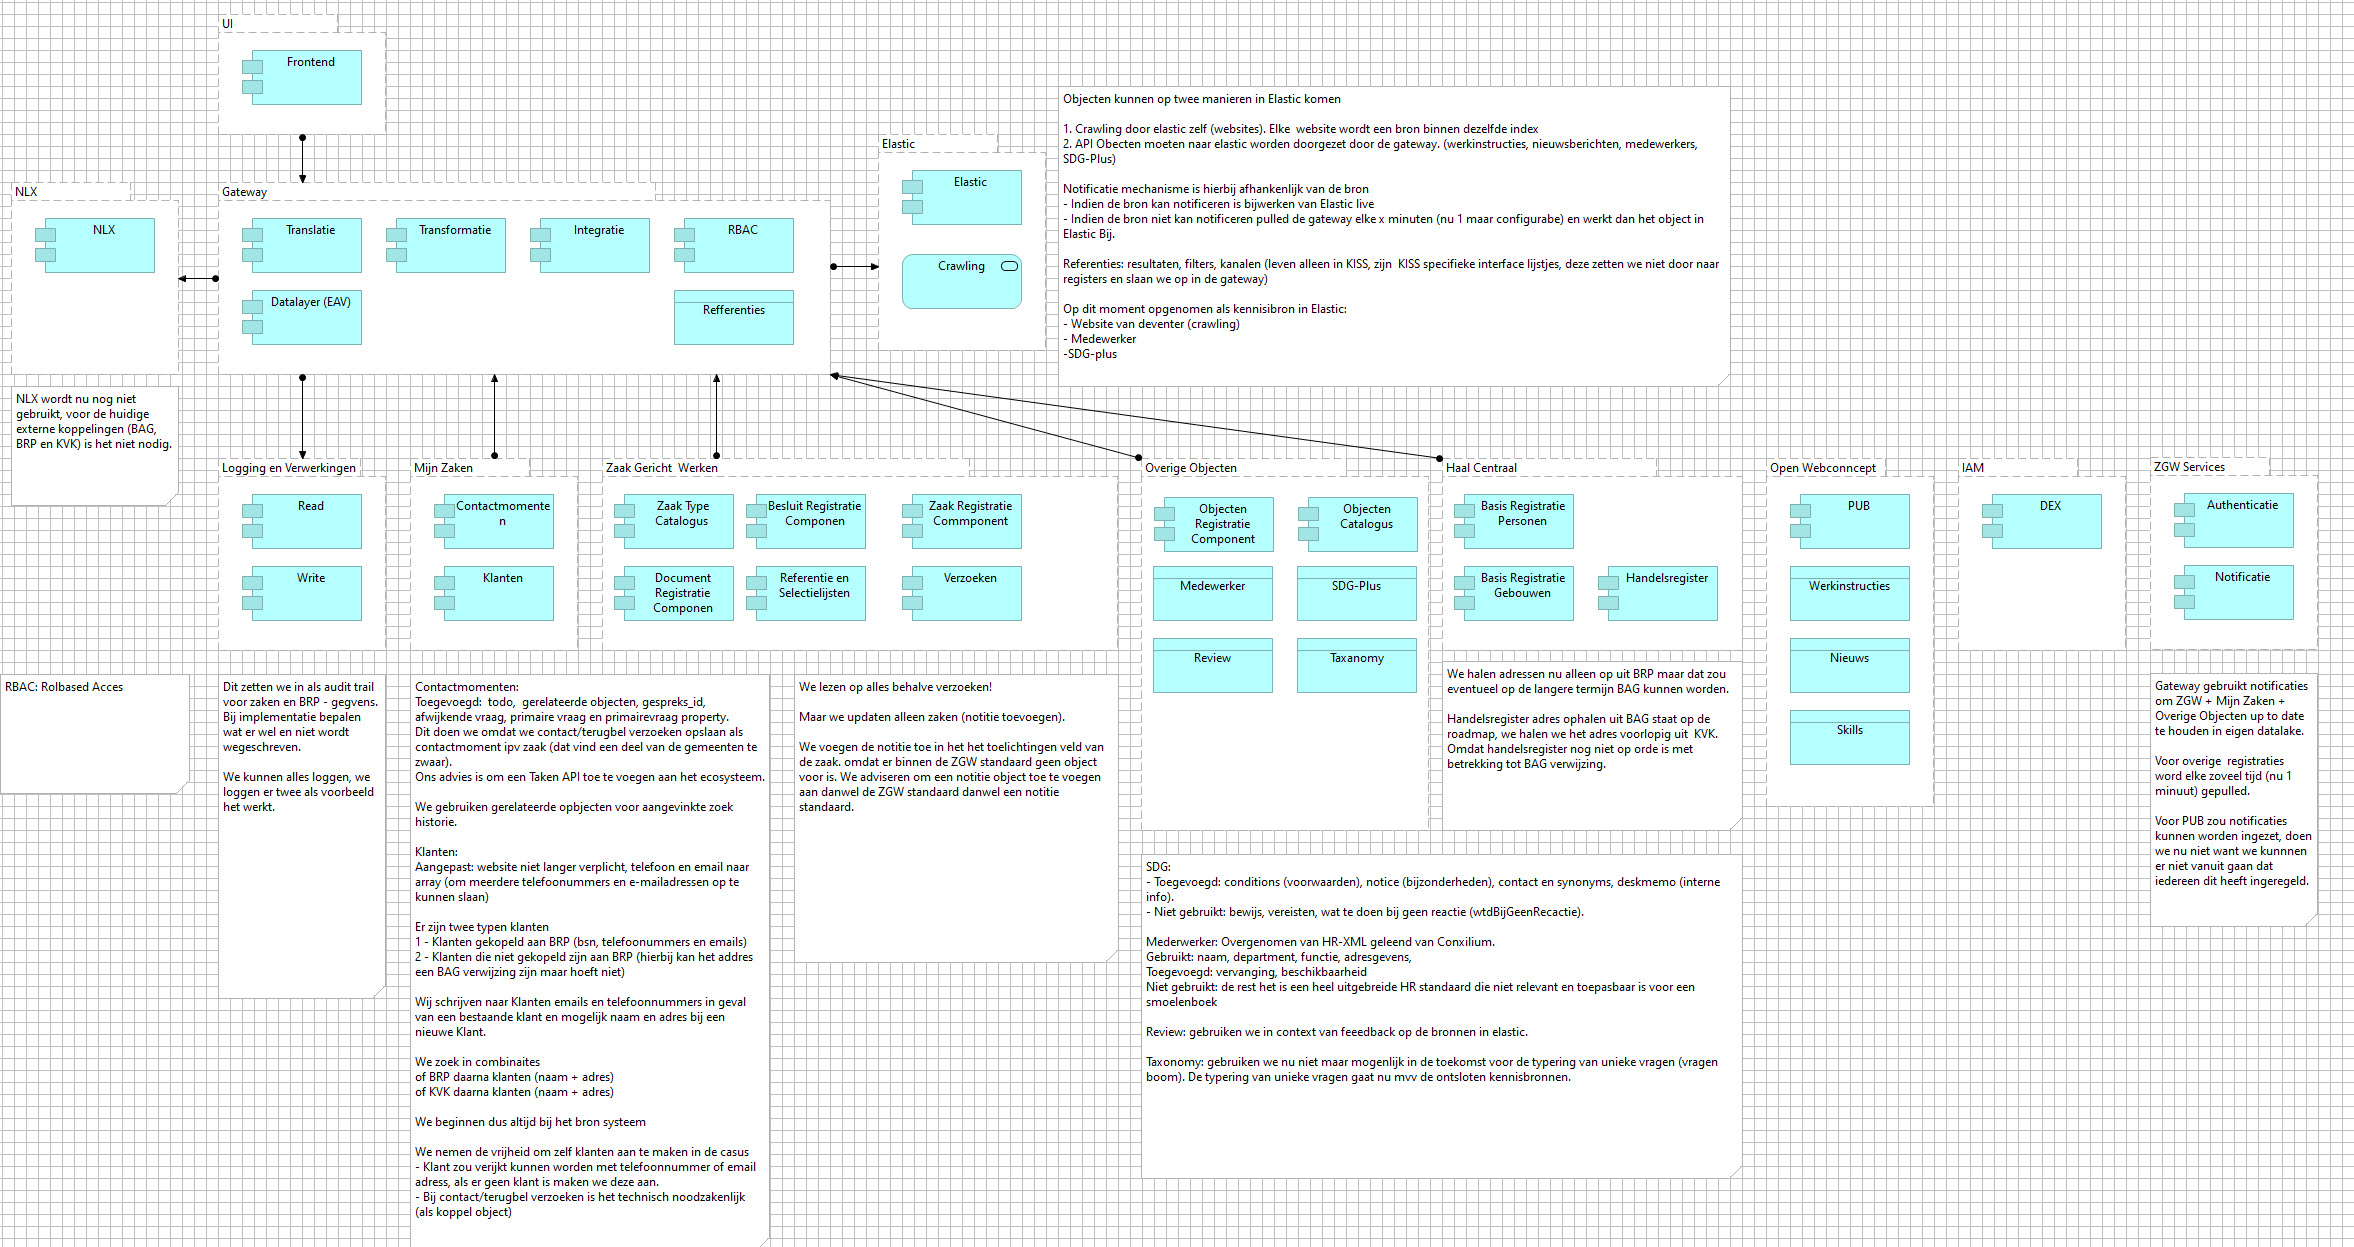 UI
Frontend
NLX
NLX
NLX wordt nu nog niet
gebruikt, voor de huidige
externe koppelingen (BAG,
BRP en KVK) is het niet nodig.
Gateway
Translatie
Transformatie
Integratie
RBAC
Datalayer (EAV)
Refferenties
Elastic
Elastic
Crawling
Objecten kunnen op twee manieren in Elastic komen
1. Crawling door elastic zelf (websites). Elke  website wordt een bron binnen dezelfde index
2. API Obecten moeten naar elastic worden doorgezet door de gateway. (werkinstructies, nieuwsberichten, medewerkers,
SDG-Plus)
Notificatie mechanisme is hierbij afhankelijk van de bron
- Indien de bron kan notificeren is bijwerken van Elastic live
- Indien de bron niet kan notificeren pulled de gateway elke x minuten (nu 1 maar configurabe) en werkt dan het object in
Elastic Bij.
Referenties: resultaten, filters, kanalen (leven alleen in KISS, zijn  KISS specifieke interface lijstjes, deze zetten we niet door naar
registers en slaan we op in de gateway)
Op dit moment opgenomen als kennisibron in Elastic:
- Website van deventer (crawling)
- Medewerker
-SDG-plus
Logging en Verwerkingen
Read
Write
Mijn Zaken
Contactmomente
n
Klanten
Zaak Gericht  Werken
Zaak Type
Catalogus
Besluit Registratie
Componen
Zaak Registratie
Commponent
Document
Registratie
Componen
Referentie en
Selectielijsten
Verzoeken
Overige Objecten
Objecten
Registratie
Component
Objecten
Catalogus
Medewerker
SDG-Plus
Review
Taxanomy
Haal Centraal
Basis Registratie
Personen
Basis Registratie
Gebouwen
Handelsregister
Open Webconncept
PUB
Werkinstructies
Nieuws
Skills
IAM
DEX
ZGW Services
Authenticatie
Notificatie
RBAC: Rolbased Acces
Dit zetten we in als audit trail
voor zaken en BRP - gegvens.
Bij implementatie bepalen
wat er wel en niet wordt
wegeschreven.
We kunnen alles loggen, we
loggen er twee als voorbeeld
het werkt.
Contactmomenten:
Toegevoegd:  todo,  gerelateerde objecten, gespreks_id,
afwijkende vraag, primaire vraag en primairevraag property.
Dit doen we omdat we contact/terugbel verzoeken opslaan als
contactmoment ipv zaak (dat vind een deel van de gemeenten te
zwaar).
Ons advies is om een Taken API toe te voegen aan het ecosysteem.
We gebruiken gerelateerde opbjecten voor aangevinkte zoek
historie.
Klanten:
Aangepast: website niet langer verplicht, telefoon en email naar
array (om meerdere telefoonummers en e-mailadressen op te
kunnen slaan)
Er zijn twee typen klanten
1 - Klanten gekopeld aan BRP (bsn, telefoonummers en emails)
2 - Klanten die niet gekopeld zijn aan BRP (hierbij kan het addres
een BAG verwijzing zijn maar hoeft niet)
Wij schrijven naar Klanten emails en telefoonnummers in geval
van een bestaande klant en mogelijk naam en adres bij een
nieuwe Klant.
We zoek in combinaites
of BRP daarna klanten (naam + adres)
of KVK daarna klanten (naam + adres)
We beginnen dus altijd bij het bron systeem
We nemen de vrijheid om zelf klanten aan te maken in de casus
- Klant zou verijkt kunnen worden met telefoonnummer of email
adress, als er geen klant is maken we deze aan.
- Bij contact/terugbel verzoeken is het technisch noodzakenlijk
(als koppel object)
We lezen op alles behalve verzoeken!
Maar we updaten alleen zaken (notitie toevoegen).
We voegen de notitie toe in het het toelichtingen veld van
de zaak. omdat er binnen de ZGW standaard geen object
voor is. We adviseren om een notitie object toe te voegen
aan danwel de ZGW standaard danwel een notitie
standaard.
We halen adressen nu alleen op uit BRP maar dat zou
eventueel op de langere termijn BAG kunnen worden.
Handelsregister adres ophalen uit BAG staat op de
roadmap, we halen we het adres voorlopig uit  KVK.
Omdat handelsregister nog niet op orde is met
betrekking tot BAG verwijzing.
SDG:
- Toegevoegd: conditions (voorwaarden), notice (bijzonderheden), contact en synonyms, deskmemo (interne
info).
- Niet gebruikt: bewijs, vereisten, wat te doen bij geen reactie (wtdBijGeenRecactie).
Mederwerker: Overgenomen van HR-XML geleend van Conxilium.
Gebruikt: naam, department, functie, adresgevens,
Toegevoegd: vervanging, beschikbaarheid
Niet gebruikt: de rest het is een heel uitgebreide HR standaard die niet relevant en toepasbaar is voor een
smoelenboek
Review: gebruiken we in context van feeedback op de bronnen in elastic.
Taxonomy: gebruiken we nu niet maar mogenlijk in de toekomst voor de typering van unieke vragen (vragen
boom). De typering van unieke vragen gaat nu mvv de ontsloten kennisbronnen.
Gateway gebruikt notificaties
om ZGW + Mijn Zaken +
Overige Objecten up to date
te houden in eigen datalake.
Voor overige  registraties
word elke zoveel tijd (nu 1
minuut) gepulled.
Voor PUB zou notificaties
kunnen worden ingezet, doen
we nu niet want we kunnnen
er niet vanuit gaan dat
iedereen dit heeft ingeregeld.